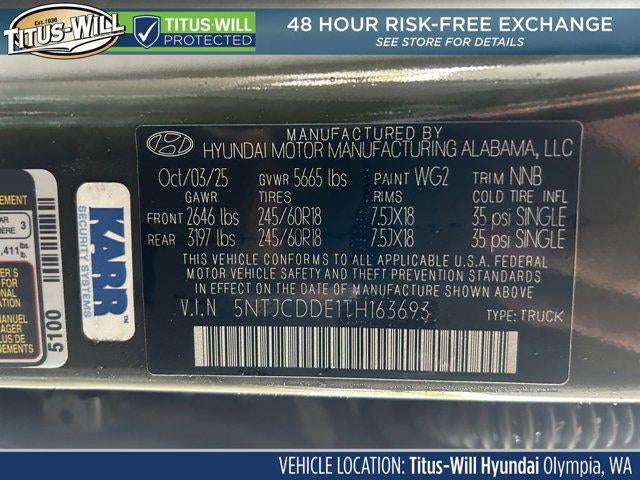 Est. 1938
TITUS-WILL
TITUS-WILL
PROTECTED
48 HOUR RISK-FREE EXCHANGE
SEE STORE FOR DETAILS
MANUFACTURED BY
HYUNDAI MOTOR MANUFACTURING ALABAMA, LLC
Oct/03/25 GVWR 5665 lbs PAINT WG2 TRIM NNB
GAWR TIRES RIMS COLD TIRE INFL
FRONT 2646 lbs 245/60R18 7.5JX18 35 psi SINGLE
REAR 3197 lbs 245/60R18 7.5JX18 35 psi SINGLE
THIS VEHICLE CONFORMS TO ALL APPLICABLE U.S.A. FEDERAL
MOTOR VEHICLE SAFETY AND THEFT PREVENTION STANDARDS
IN EFFECT ON THE DATE OF MANUFACTURE SHOWN ABOVE.
V.I.N 5NTJCDDE1TH163693
TYPE: TRUCK
KARR
SECURITY SYSTEMS
5100
VEHICLE LOCATION: Titus-Will Hyundai Olympia, WA